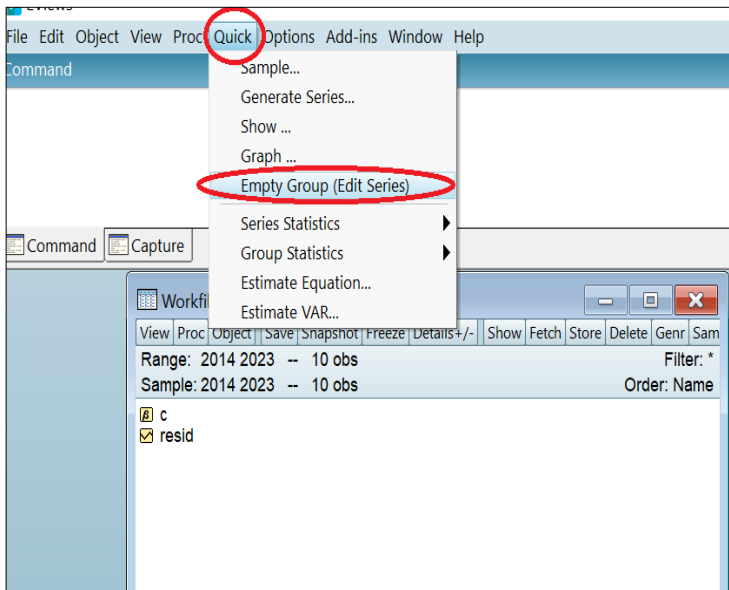 EViews
File Edit Object View Proc Quick Options Add-ins Window Help
Command
Sample...
Generate Series...
Show ...
Graph ...
Empty Group (Edit Series)
Series Statistics
Group Statistics
Estimate Equation...
Estimate VAR...
Command Capture
Workfil
View Proc Object Save Snapshot Freeze Details+/- Show Fetch Store Delete Genr Sam
Range: 2014 2023 -- 10 obs Filter: *
Sample: 2014 2023 -- 10 obs Order: Name
β c
resid